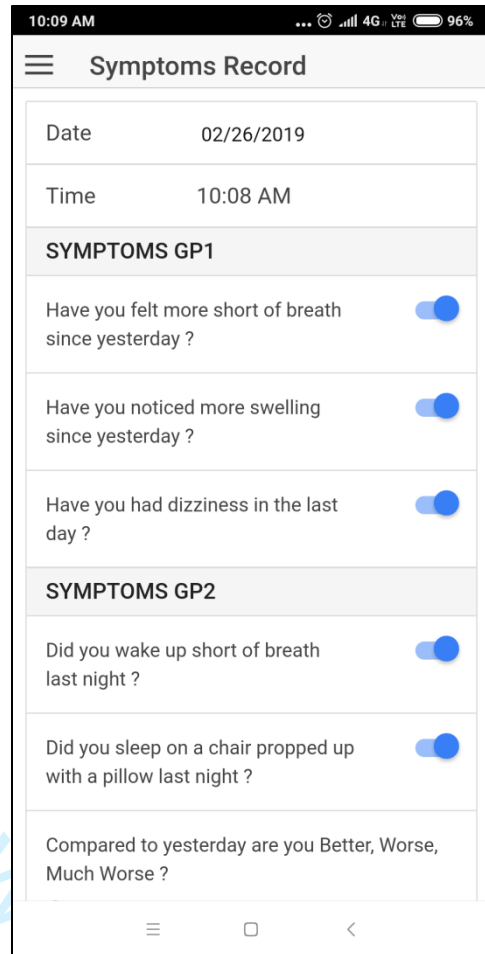 10:09 AM ... 4G Voo LTE 96%
Symptoms Record
Date 02/26/2019
Time 10:08 AM
SYMPTOMS GP1
Have you felt more short of breath
since yesterday ?
Have you noticed more swelling
since yesterday ?
Have you had dizziness in the last
day ?
SYMPTOMS GP2
Did you wake up short of breath
last night ?
Did you sleep on a chair propped up
with a pillow last night ?
Compared to yesterday are you Better, Worse,
Much Worse ?